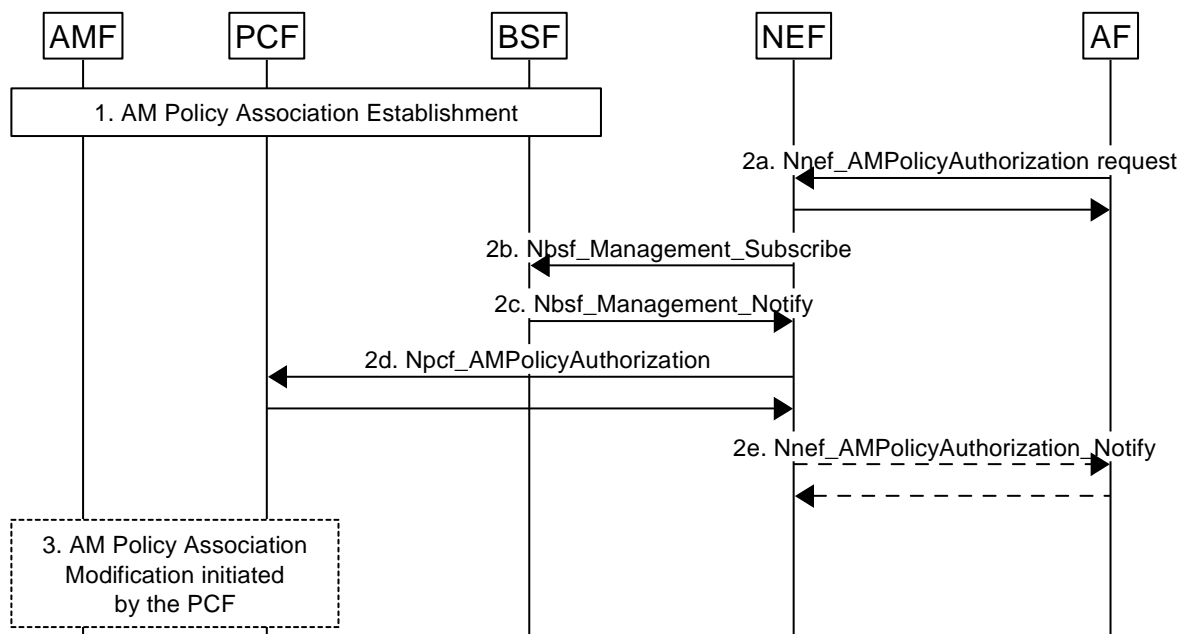 AMF
PCF
BSF
NEF
AF
1. AM Policy Association Establishment
2a. Nnef_AMPolicyAuthorization request
2b. Nbsf_Management_Subscribe
2c. Nbsf_Management_Notify
2d. Npcf_AMPolicyAuthorization
2e. Nnef_AMPolicyAuthorization_Notify
3. AM Policy Association
Modification initiated
by the PCF